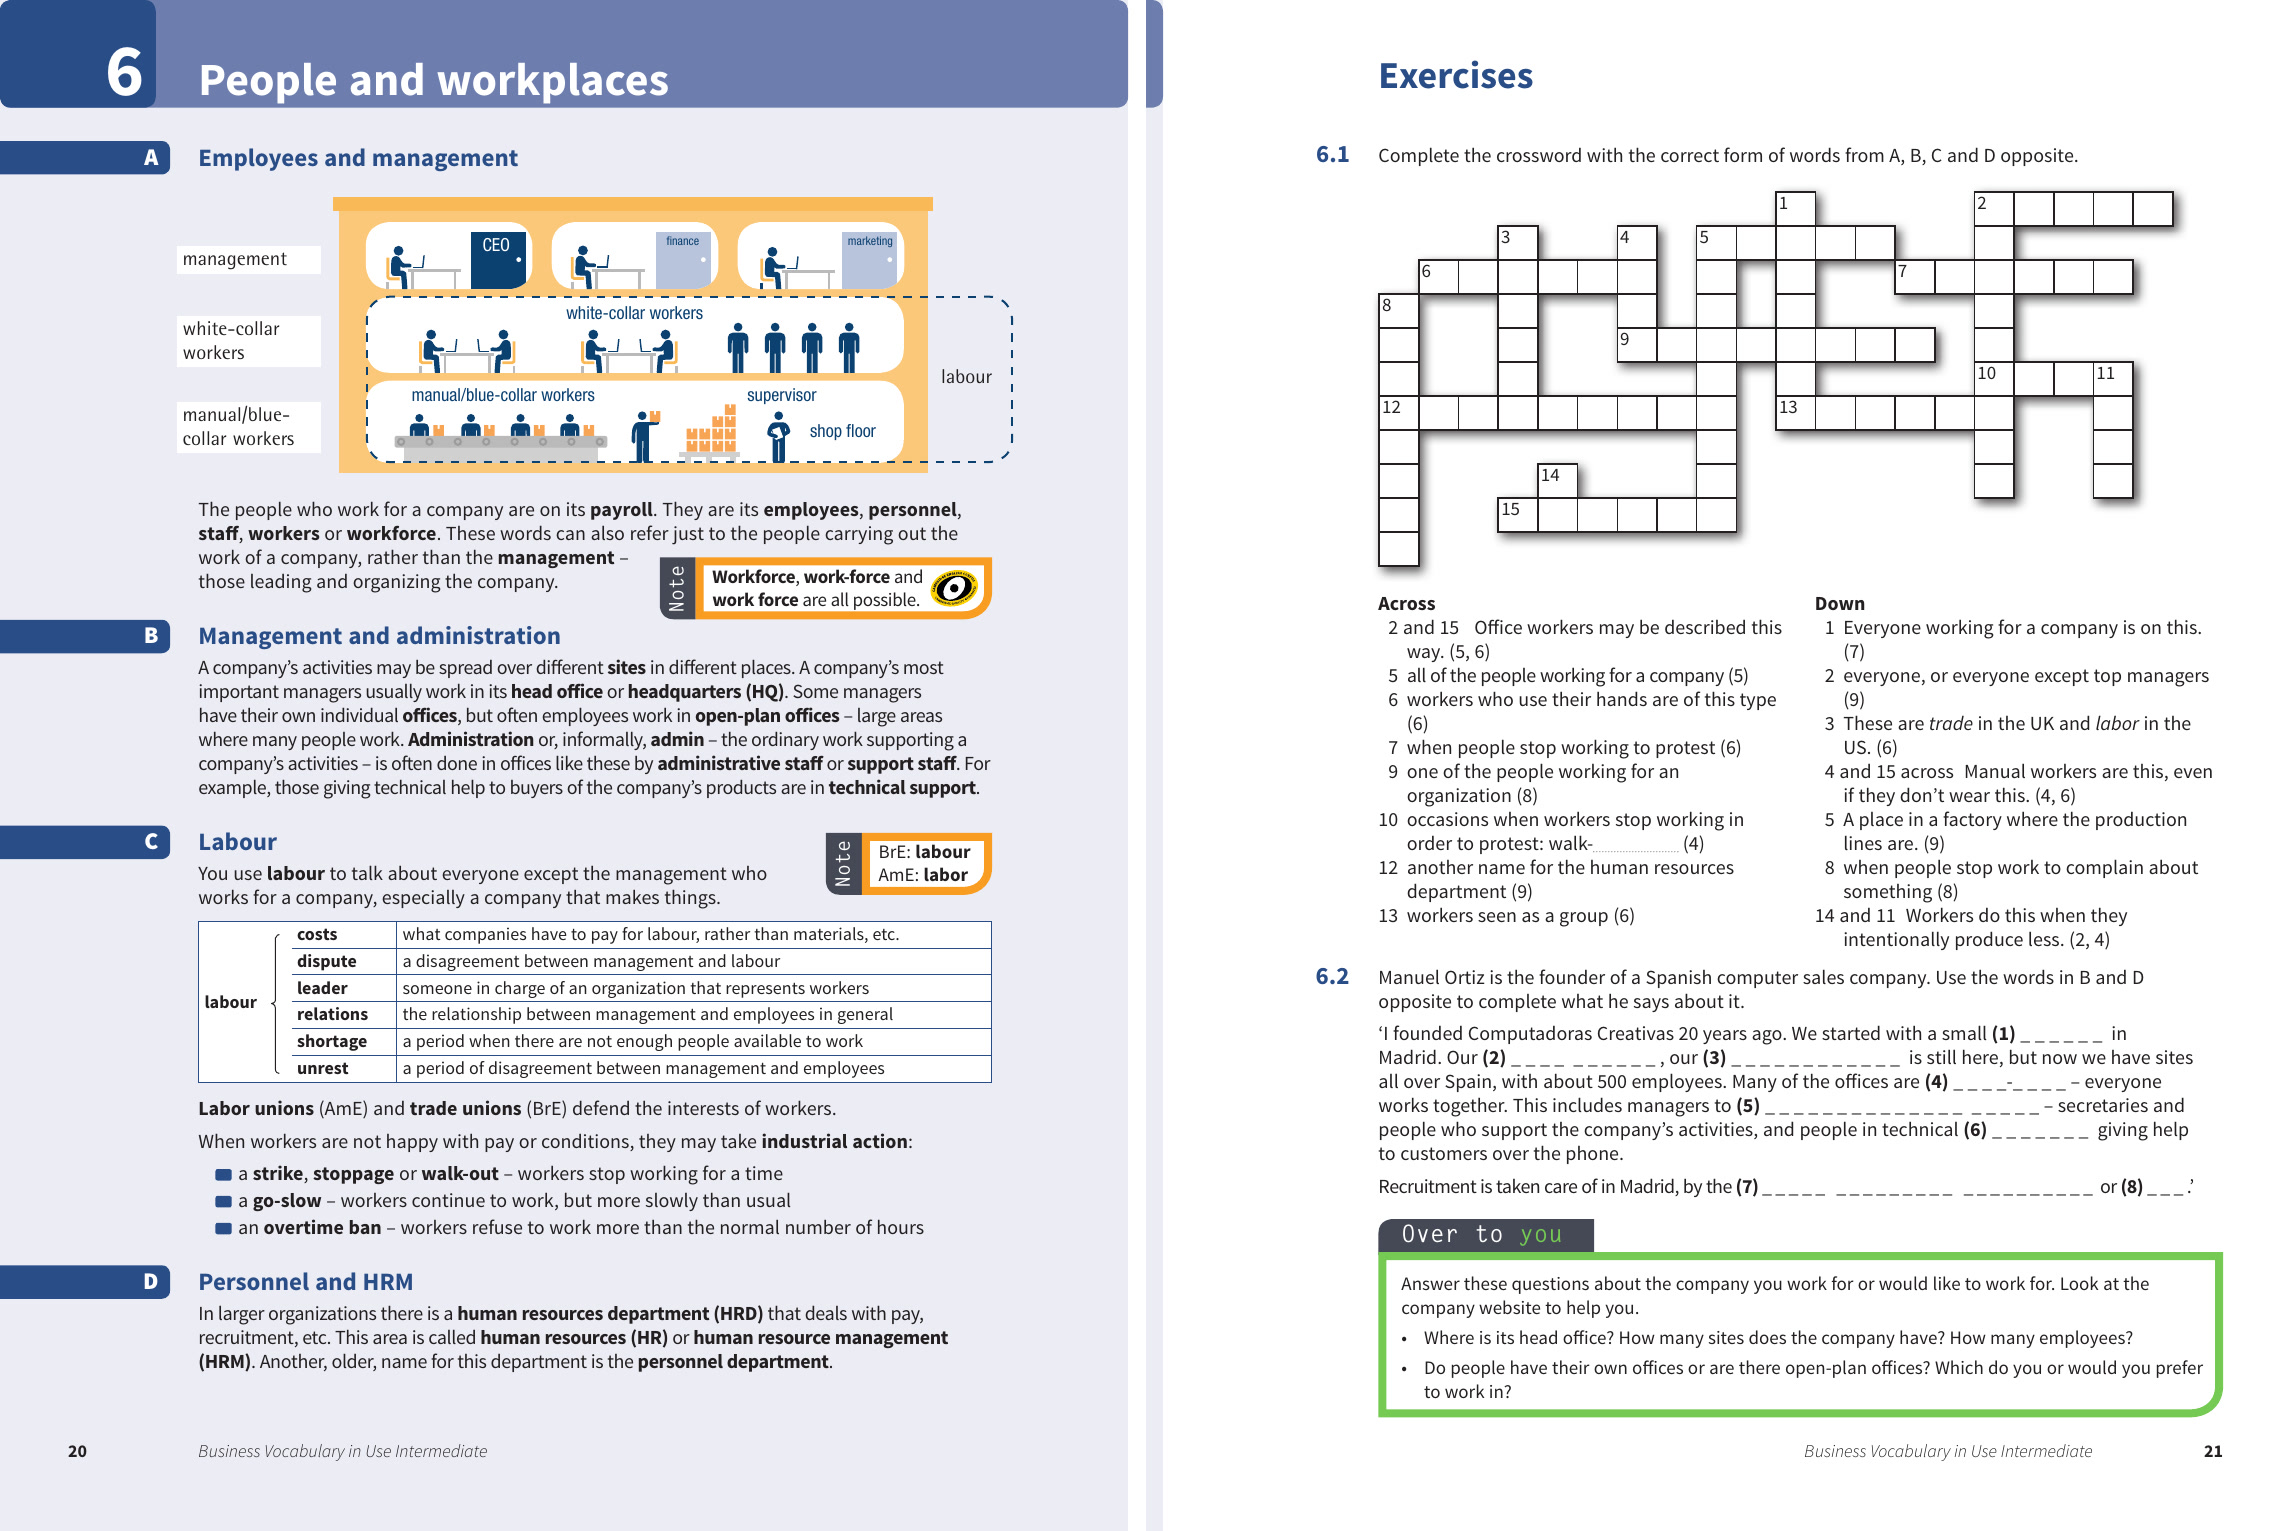 6
People and workplaces
A
Employees and management
management
white-collar
workers
manual/blue-
collar workers
CEO
finance
marketing
white-collar workers
manual/blue-collar workers
supervisor
shop floor
labour
The people who work for a company are on its payroll. They are its employees, personnel,
staff, workers or workforce. These words can also refer just to the people carrying out the
work of a company, rather than the management –
those leading and organizing the company.
Note
Workforce, work-force and
work force are all possible.
B
Management and administration
A company's activities may be spread over different sites in different places. A company's most
important managers usually work in its head office or headquarters (HQ). Some managers
have their own individual offices, but often employees work in open-plan offices – large areas
where many people work. Administration or, informally, admin – the ordinary work supporting a
company's activities – is often done in offices like these by administrative staff or support staff. For
example, those giving technical help to buyers of the company's products are in technical support.
C
Labour
You use labour to talk about everyone except the management who
works for a company, especially a company that makes things.
Note
BrE: labour
AmE: labor
labour
costs what companies have to pay for labour, rather than materials, etc.
dispute a disagreement between management and labour
leader someone in charge of an organization that represents workers
relations the relationship between management and employees in general
shortage a period when there are not enough people available to work
unrest a period of disagreement between management and employees
Labor unions (AmE) and trade unions (BrE) defend the interests of workers.
When workers are not happy with pay or conditions, they may take industrial action:
a strike, stoppage or walk-out – workers stop working for a time
a go-slow – workers continue to work, but more slowly than usual
an overtime ban – workers refuse to work more than the normal number of hours
D
Personnel and HRM
In larger organizations there is a human resources department (HRD) that deals with pay,
recruitment, etc. This area is called human resources (HR) or human resource management
(HRM). Another, older, name for this department is the personnel department.
20
Business Vocabulary in Use Intermediate
Exercises
6.1 Complete the crossword with the correct form of words from A, B, C and D opposite.
1 2
3 4 5
6 7
8
9
10 11
12 13
14
15
Across
2 and 15 Office workers may be described this
way. (5, 6)
5 all of the people working for a company (5)
6 workers who use their hands are of this type
(6)
7 when people stop working to protest (6)
9 one of the people working for an
organization (8)
10 occasions when workers stop working in
order to protest: walk-.................. (4)
12 another name for the human resources
department (9)
13 workers seen as a group (6)
Down
1 Everyone working for a company is on this.
(7)
2 everyone, or everyone except top managers
(9)
3 These are trade in the UK and labor in the
US. (6)
4 and 15 across Manual workers are this, even
if they don't wear this. (4, 6)
5 A place in a factory where the production
lines are. (9)
8 when people stop work to complain about
something (8)
14 and 11 Workers do this when they
intentionally produce less. (2, 4)
6.2 Manuel Ortiz is the founder of a Spanish computer sales company. Use the words in B and D
opposite to complete what he says about it.
'I founded Computadoras Creativas 20 years ago. We started with a small (1) _ _ _ _ _ _ in
Madrid. Our (2) _ _ _ _ _ _ _ _ _ _ , our (3) _ _ _ _ _ _ _ _ _ _ _ _ is still here, but now we have sites
all over Spain, with about 500 employees. Many of the offices are (4) _ _ _ _-_ _ _ _ – everyone
works together. This includes managers to (5) _ _ _ _ _ _ _ _ _ _ _ _ _ _ _ _ _ _ _ – secretaries and
people who support the company's activities, and people in technical (6) _ _ _ _ _ _ _ giving help
to customers over the phone.
Recruitment is taken care of in Madrid, by the (7) _ _ _ _ _ _ _ _ _ _ _ _ _ _ _ _ _ _ _ _ _ _ _ _ or (8) _ _ _ .'
Over to you
Answer these questions about the company you work for or would like to work for. Look at the
company website to help you.
• Where is its head office? How many sites does the company have? How many employees?
• Do people have their own offices or are there open-plan offices? Which do you or would you prefer
to work in?
Business Vocabulary in Use Intermediate
21